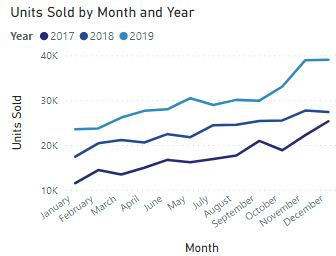 Units Sold by Month and Year
Year 2017 2018 2019
40K
30K
20K
10K
Units Sold
January
February
March
April
June
May
July
August
September
October
November
December
Month